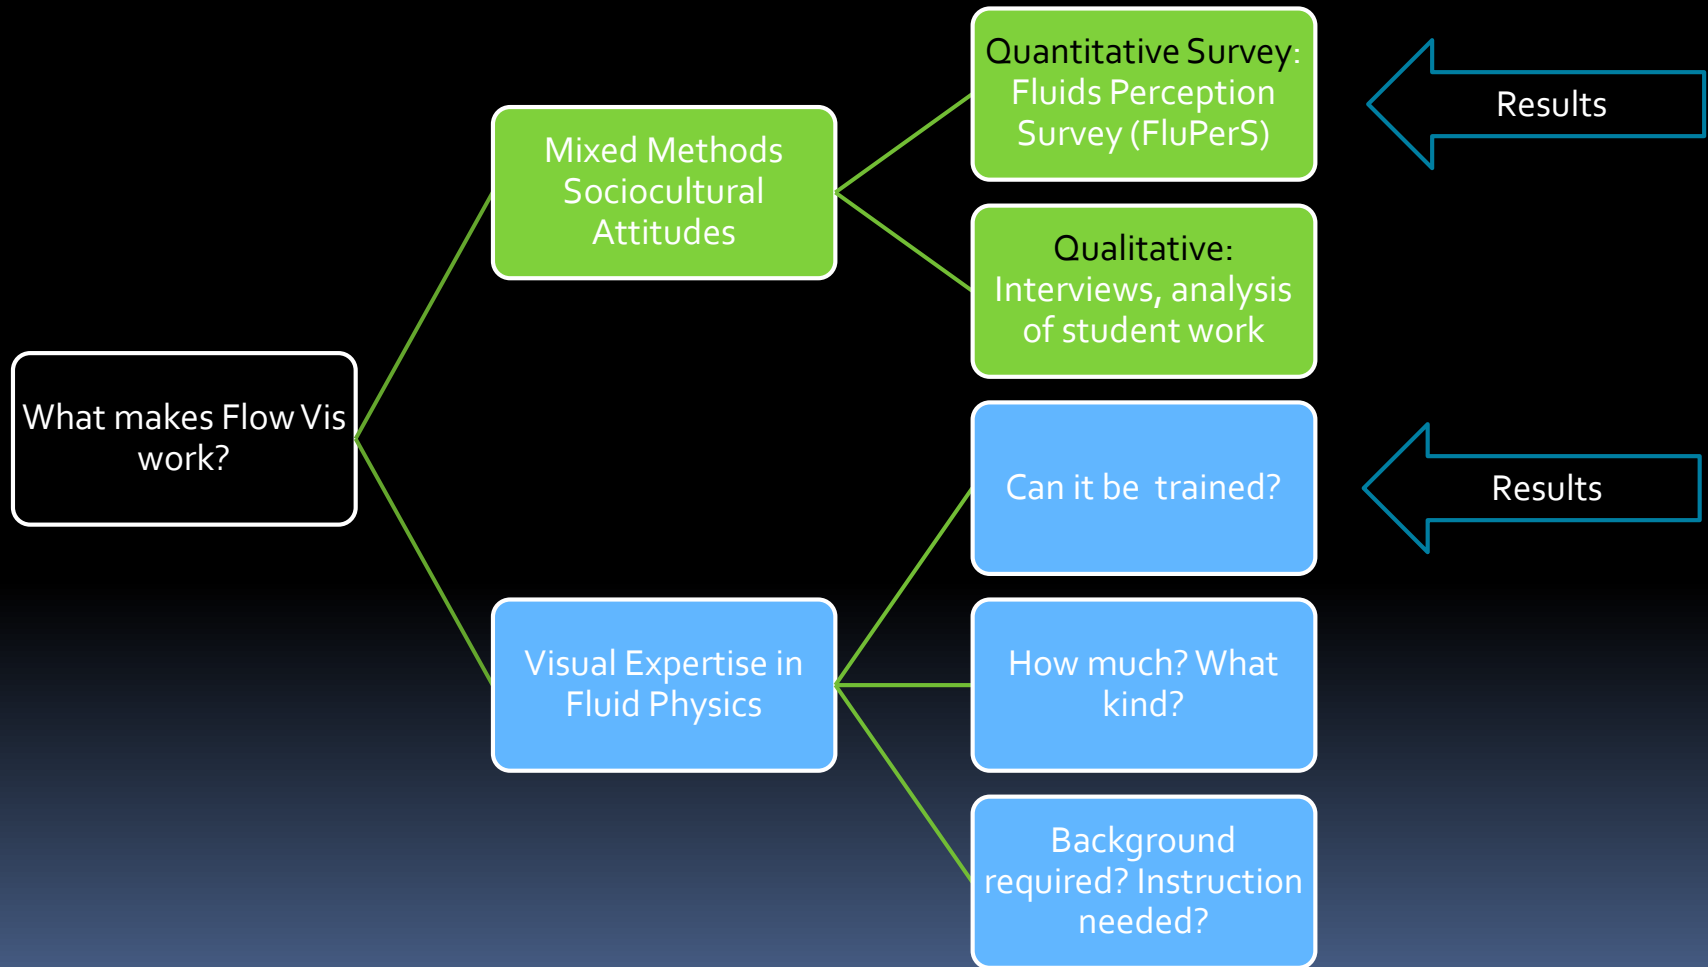 What makes Flow Vis
work?
Mixed Methods
Sociocultural
Attitudes
Quantitative Survey:
Fluids Perception
Survey (FluPerS)
Results
Qualitative:
Interviews, analysis
of student work
Visual Expertise in
Fluid Physics
Can it be trained?
Results
How much? What
kind?
Background
required? Instruction
needed?